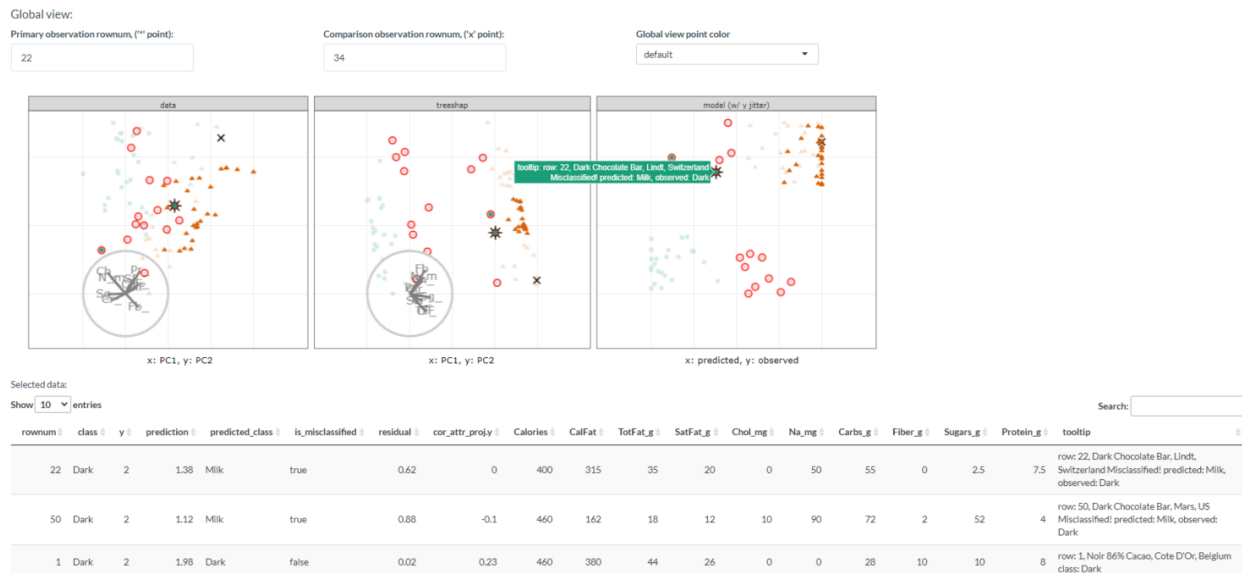 Global view:
Primary observation rownum, ('*' point):
Comparison observation rownum, ('x' point):
Global view point color
22
34
default
data
treeshap
model (w/ y jitter)
tooltip: row: 22, Dark Chocolate Bar, Lindt, Switzerland
Misclassified! predicted: Milk, observed: Dark
x: PC1, y: PC2
x: PC1, y: PC2
x: predicted, y: observed
Selected data:
Show 10 entries
Search:
rownum class y prediction predicted_class is_misclassified residual cor_attr_proj.y Calories CalFat TotFat_g SatFat_g Chol_mg Na_mg Carbs_g Fiber_g Sugars_g Protein_g tooltip
22 Dark 2 1.38 Milk true 0.62 0 400 315 35 20 0 50 55 0 2.5 7.5 row: 22, Dark Chocolate Bar, Lindt,
Switzerland Misclassified! predicted: Milk,
observed: Dark
50 Dark 2 1.12 Milk true 0.88 -0.1 460 162 18 12 10 90 72 2 52 4 row: 50, Dark Chocolate Bar, Mars, US
Misclassified! predicted: Milk, observed:
Dark
1 Dark 2 1.98 Dark false 0.02 0.23 460 380 44 26 0 0 28 10 10 8 row: 1, Noir 86% Cacao, Cote D'Or, Belgium
class: Dark